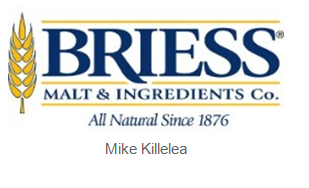 BRIESS®
MALT & INGREDIENTS Co.
All Natural Since 1876
Mike Killelea